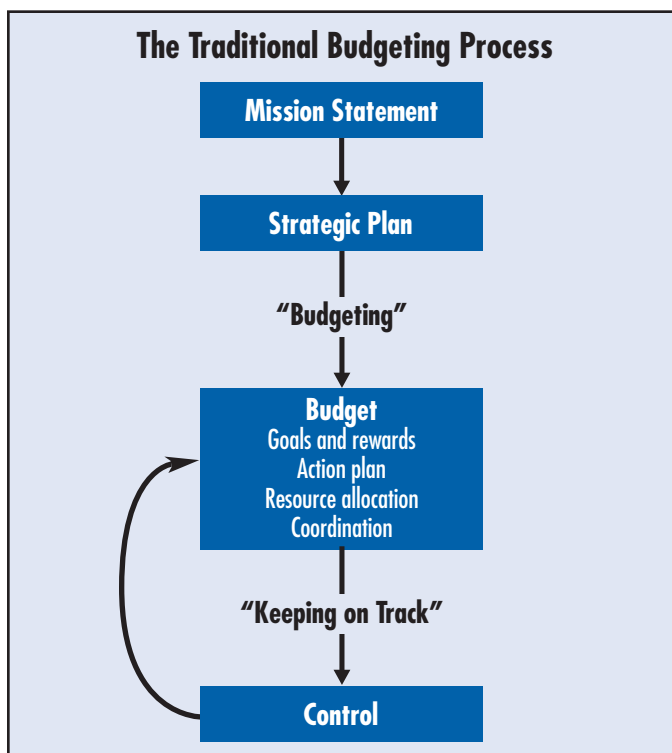 The Traditional Budgeting Process
Mission Statement
Strategic Plan
“Budgeting”
Budget
Goals and rewards
Action plan
Resource allocation
Coordination
“Keeping on Track”
Control